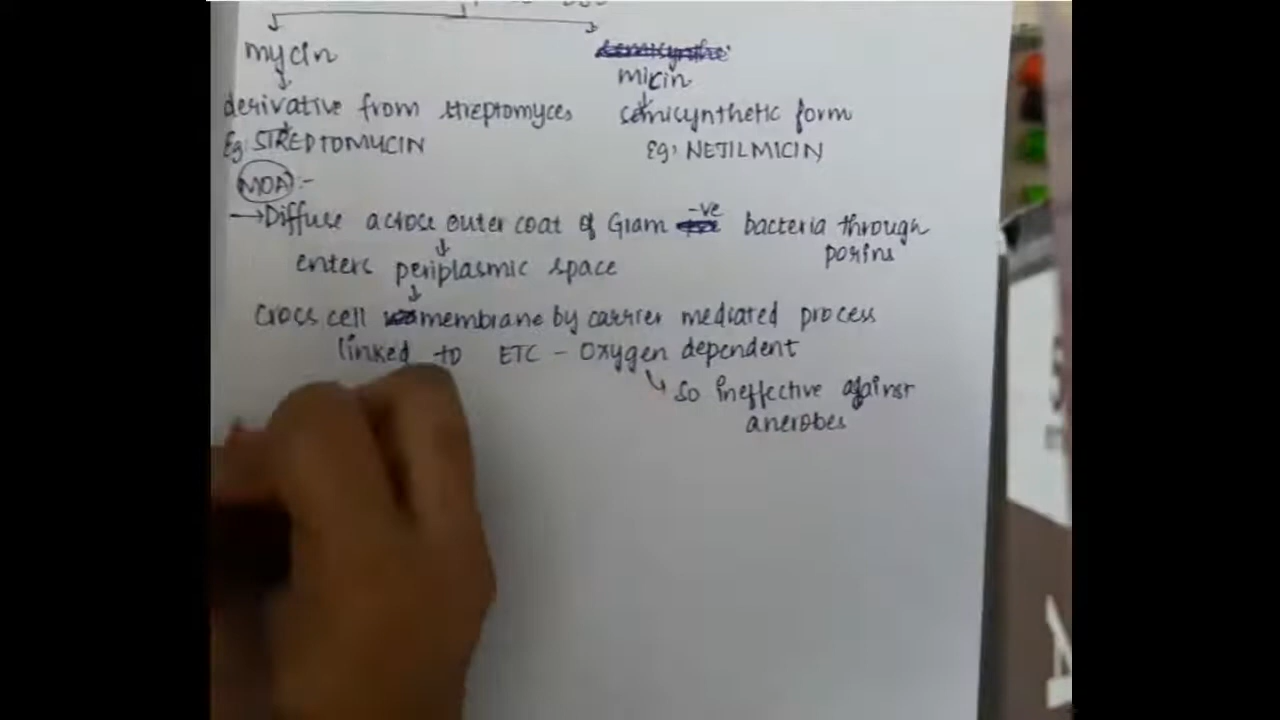 mycin
micin
derivative from streptomyces
semisynthetic form
Eg: STREPTOMYCIN
Eg: NETILMICIN
MOA :-
→ Diffuse across outer coat of Gram -ve bacteria through
porins
enters periplasmic space
Cross cell membrane by carrier mediated process
linked to ETC - Oxygen dependent
so ineffective against
anerobes